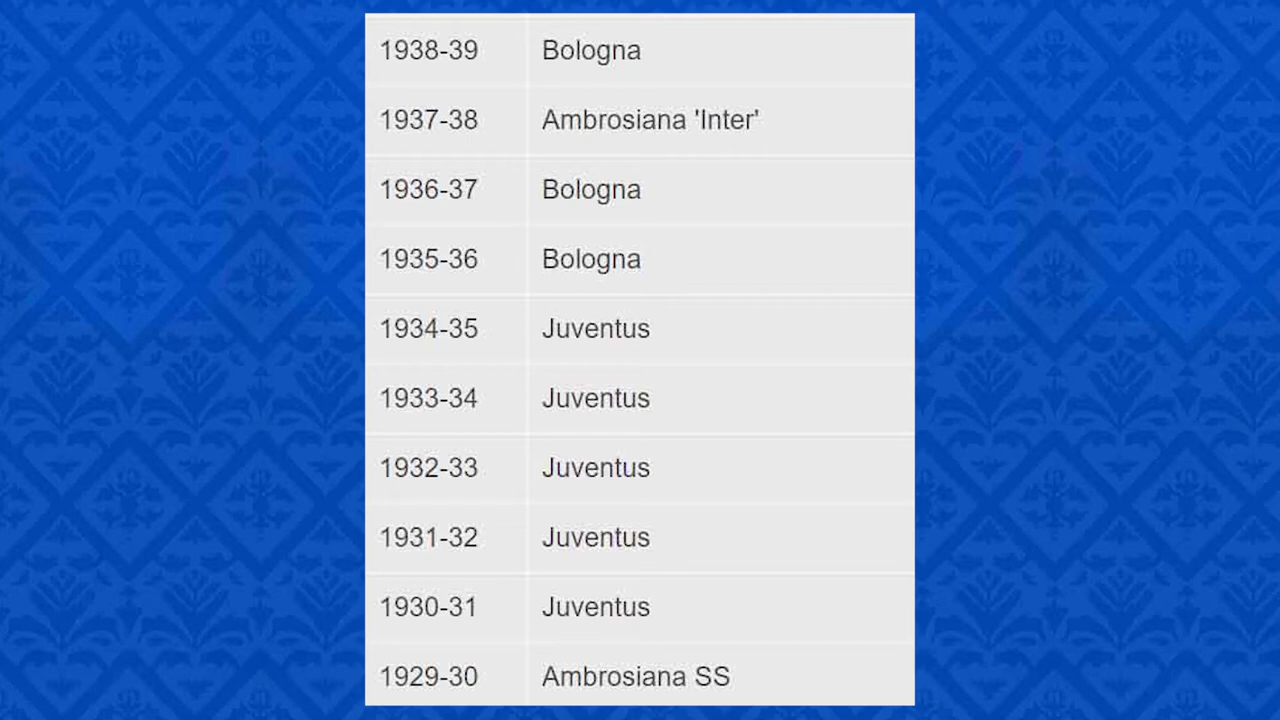 1938-39 Bologna
1937-38 Ambrosiana 'Inter'
1936-37 Bologna
1935-36 Bologna
1934-35 Juventus
1933-34 Juventus
1932-33 Juventus
1931-32 Juventus
1930-31 Juventus
1929-30 Ambrosiana SS